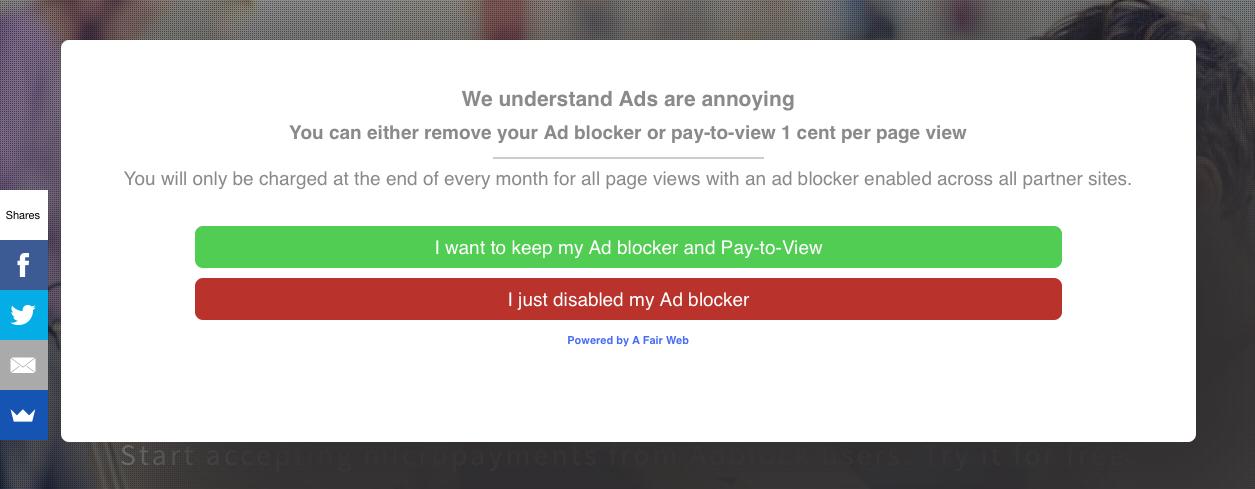 We understand Ads are annoying
You can either remove your Ad blocker or pay-to-view 1 cent per page view
You will only be charged at the end of every month for all page views with an ad blocker enabled across all partner sites.
Shares
I want to keep my Ad blocker and Pay-to-View
I just disabled my Ad blocker
Powered by A Fair Web
Start accepting micropayments from Adblock users. Try it for free.